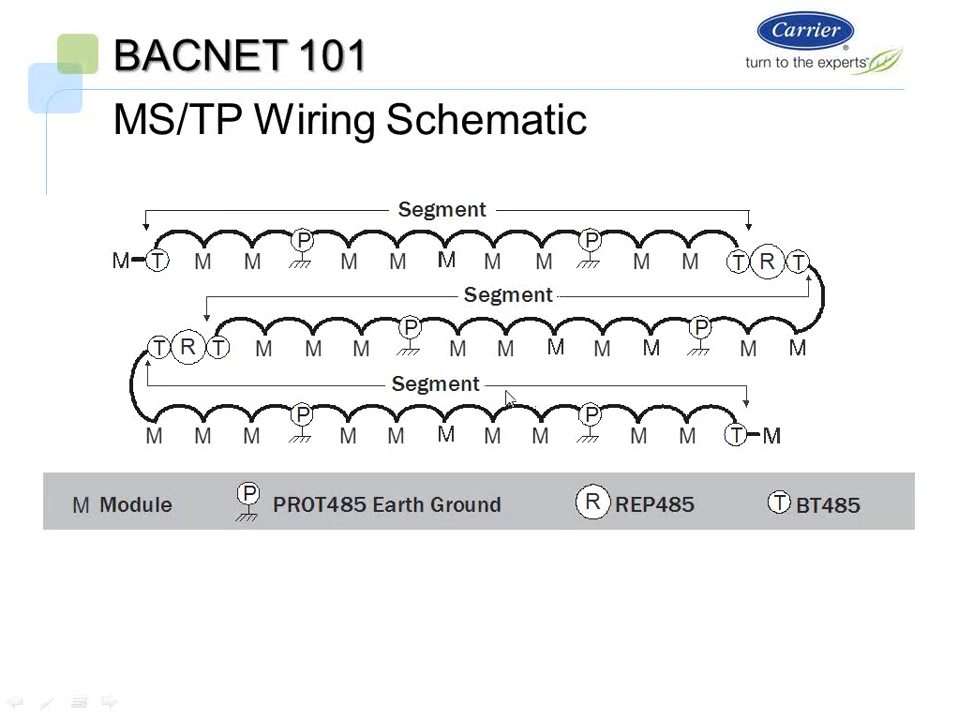 BACNET 101
Carrier
®
turn to the experts
MS/TP Wiring Schematic
Segment
P P
M T M M M M M M M M M T R T
Segment
P P
T R T M M M M M M M M M M
Segment
P P
M M M M M M M M M M T M
M Module P PROT485 Earth Ground R REP485 T BT485